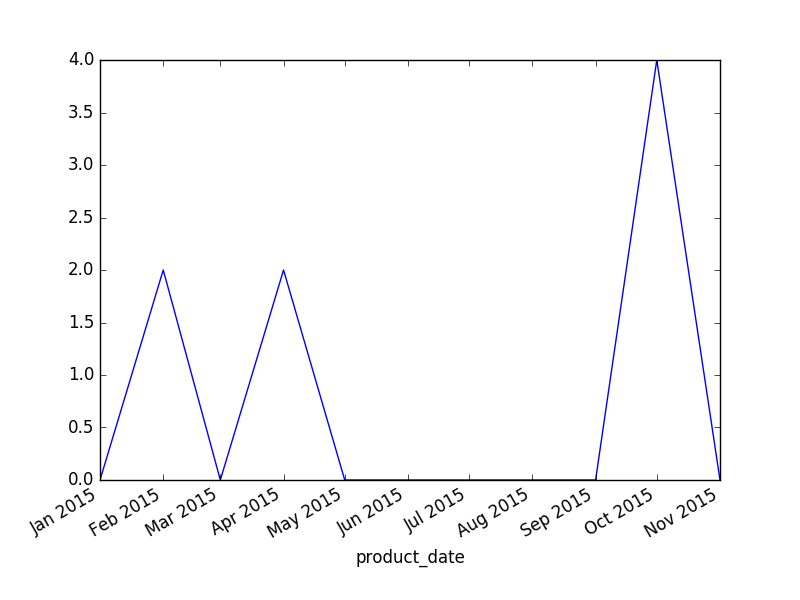 4.0
3.5
3.0
2.5
2.0
1.5
1.0
0.5
0.0
Jan 2015
Feb 2015
Mar 2015
Apr 2015
May 2015
Jun 2015
Jul 2015
Aug 2015
Sep 2015
Oct 2015
Nov 2015
product_date